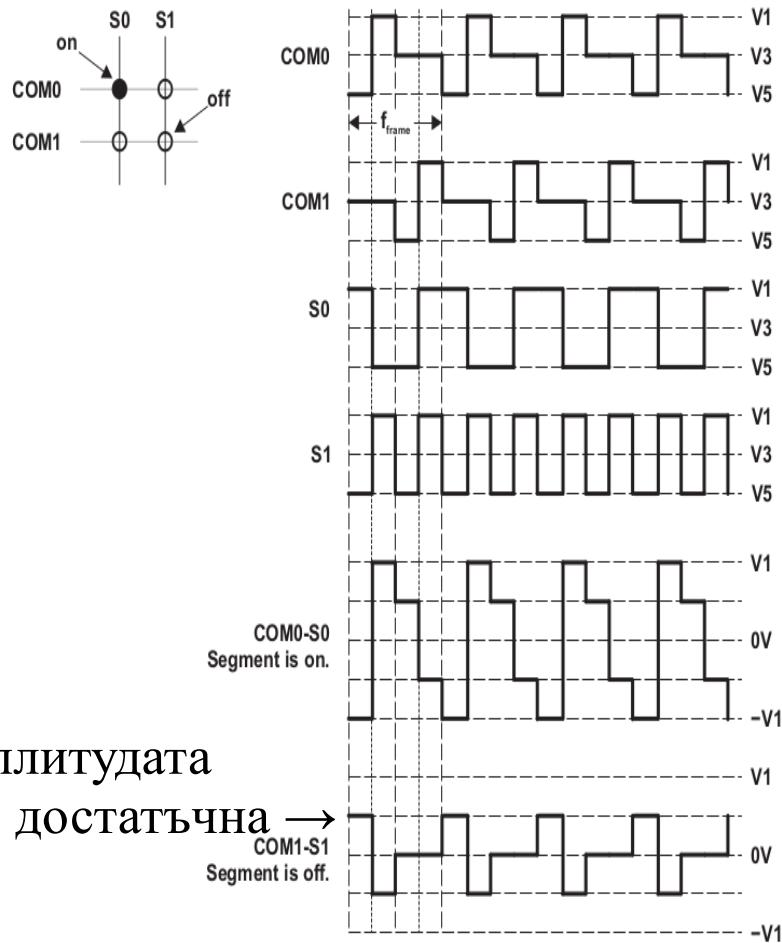 S0 S1
on
COM0
off
COM1
COM0
V1
V3
V5
f frame
COM1
V1
V3
V5
S0
V1
V3
V5
S1
V1
V3
V5
COM0-S0
Segment is on.
V1
0V
−V1
плитудата
достатъчна →
COM1-S1
Segment is off.
V1
0V
−V1